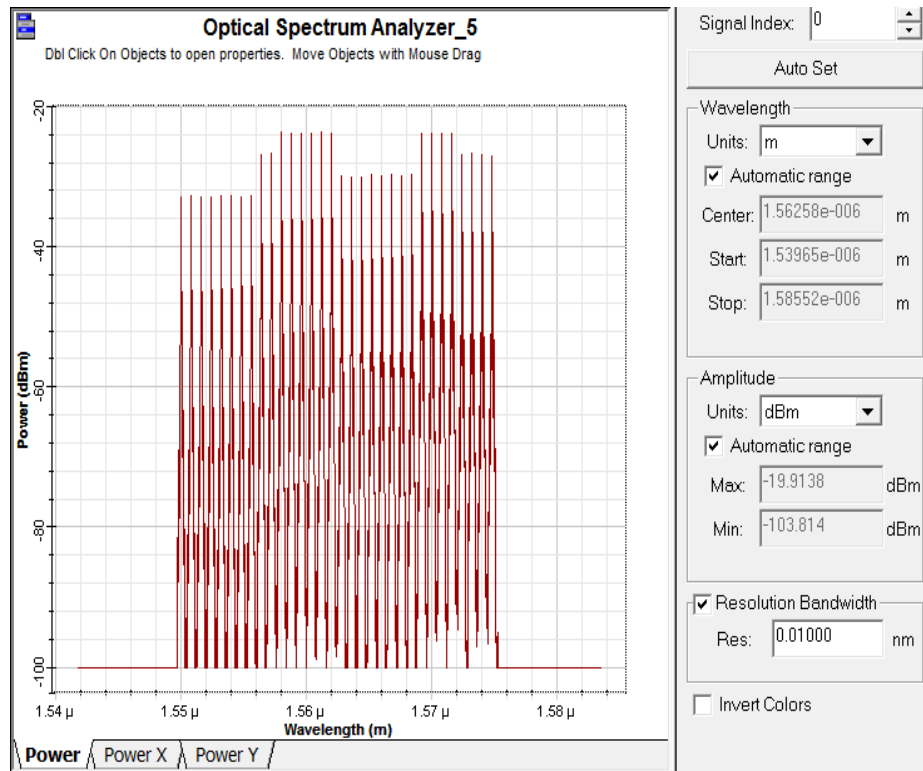 Optical Spectrum Analyzer_5
Dbl Click On Objects to open properties. Move Objects with Mouse Drag
-20
-40
-60
-80
-100
Power (dBm)
1.54 µ
1.55 µ
1.56 µ
1.57 µ
1.58 µ
Wavelength (m)
Power
Power X
Power Y
Signal Index: 0
Auto Set
Wavelength
Units: m
Automatic range
Center: 1.56258e-006 m
Start: 1.53965e-006 m
Stop: 1.58552e-006 m
Amplitude
Units: dBm
Automatic range
Max: -19.9138 dBm
Min: -103.814 dBm
Resolution Bandwidth
Res: 0.01000 nm
Invert Colors